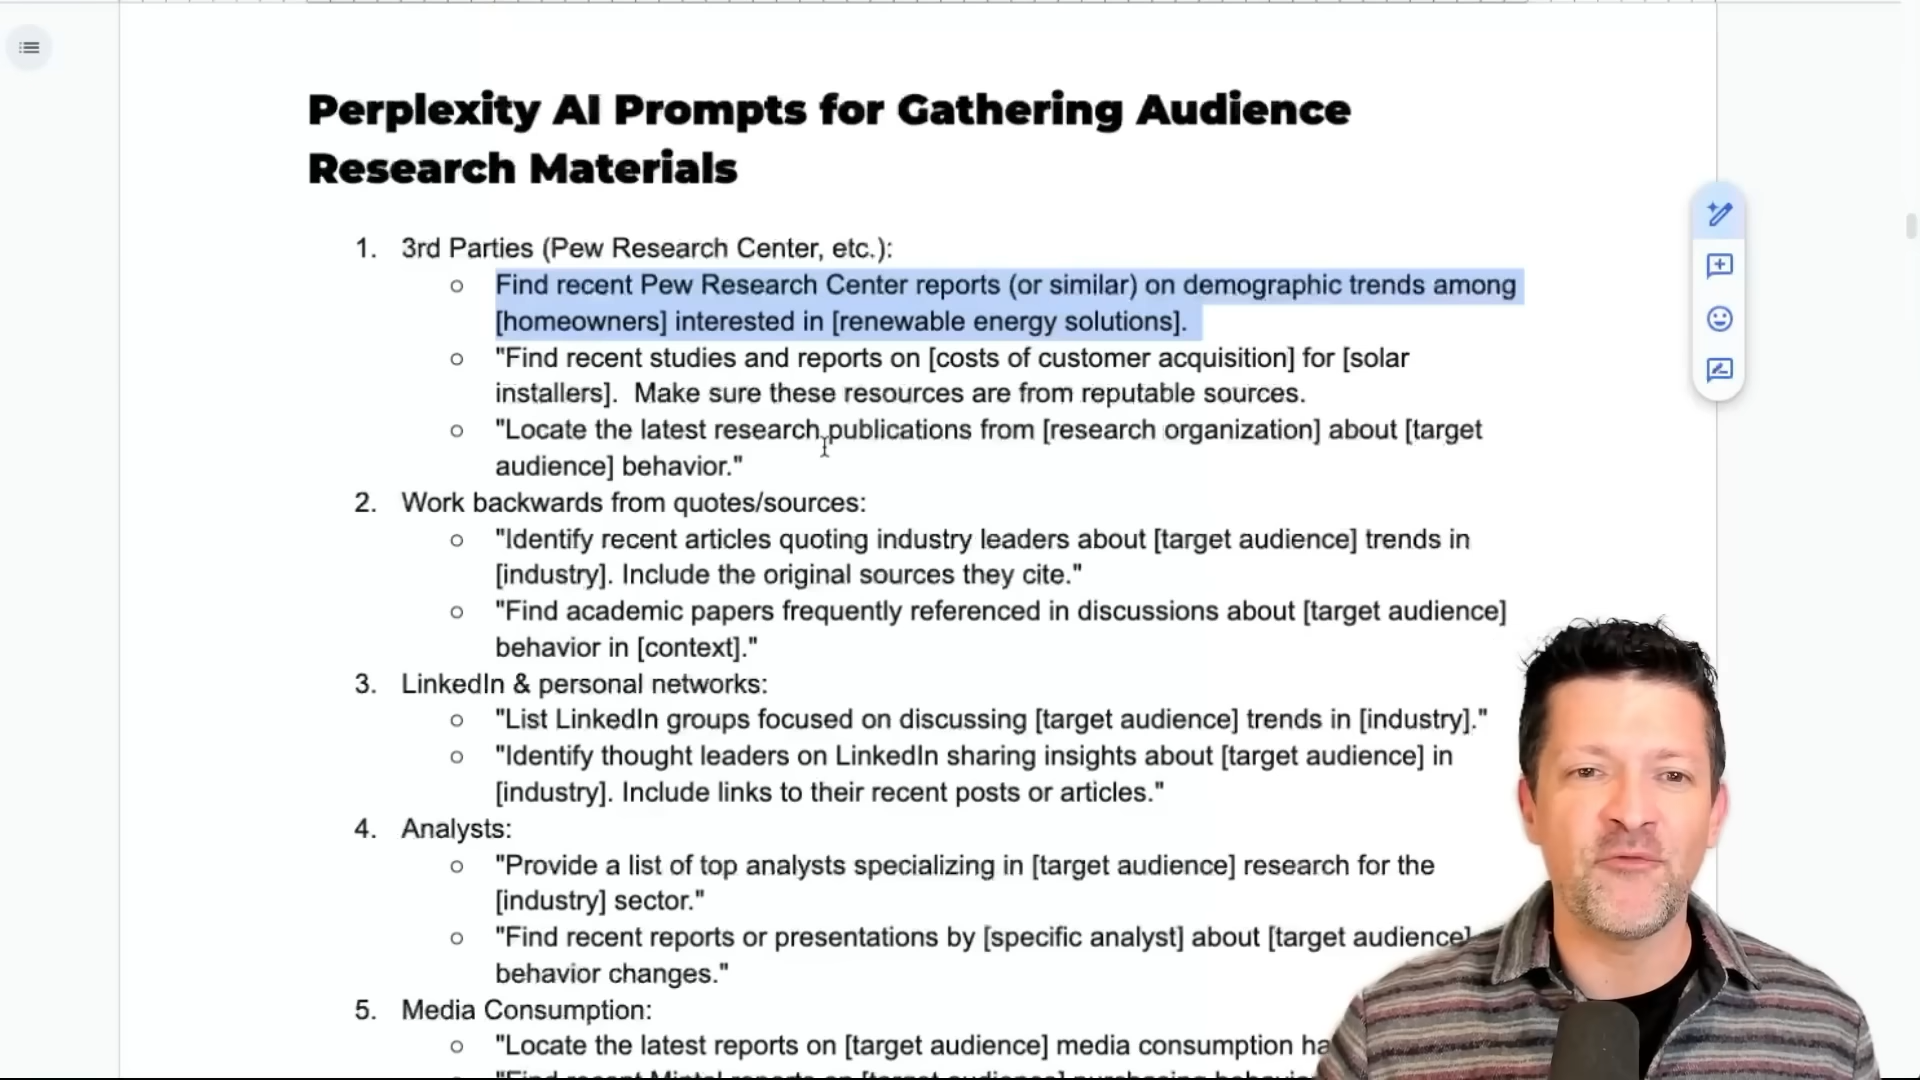 Perplexity AI Prompts for Gathering Audience
Research Materials
1. 3rd Parties (Pew Research Center, etc.):
○ Find recent Pew Research Center reports (or similar) on demographic trends among
[homeowners] interested in [renewable energy solutions].
○ "Find recent studies and reports on [costs of customer acquisition] for [solar
installers].  Make sure these resources are from reputable sources.
○ "Locate the latest research publications from [research organization] about [target
audience] behavior."
2. Work backwards from quotes/sources:
○ "Identify recent articles quoting industry leaders about [target audience] trends in
[industry]. Include the original sources they cite."
○ "Find academic papers frequently referenced in discussions about [target audience]
behavior in [context]."
3. LinkedIn & personal networks:
○ "List LinkedIn groups focused on discussing [target audience] trends in [industry]."
○ "Identify thought leaders on LinkedIn sharing insights about [target audience] in
[industry]. Include links to their recent posts or articles."
4. Analysts:
○ "Provide a list of top analysts specializing in [target audience] research for the
[industry] sector."
○ "Find recent reports or presentations by [specific analyst] about [target audience]
behavior changes."
5. Media Consumption:
○ "Locate the latest reports on [target audience] media consumption
"Find recent Mintel reports on [target audience] purchasing